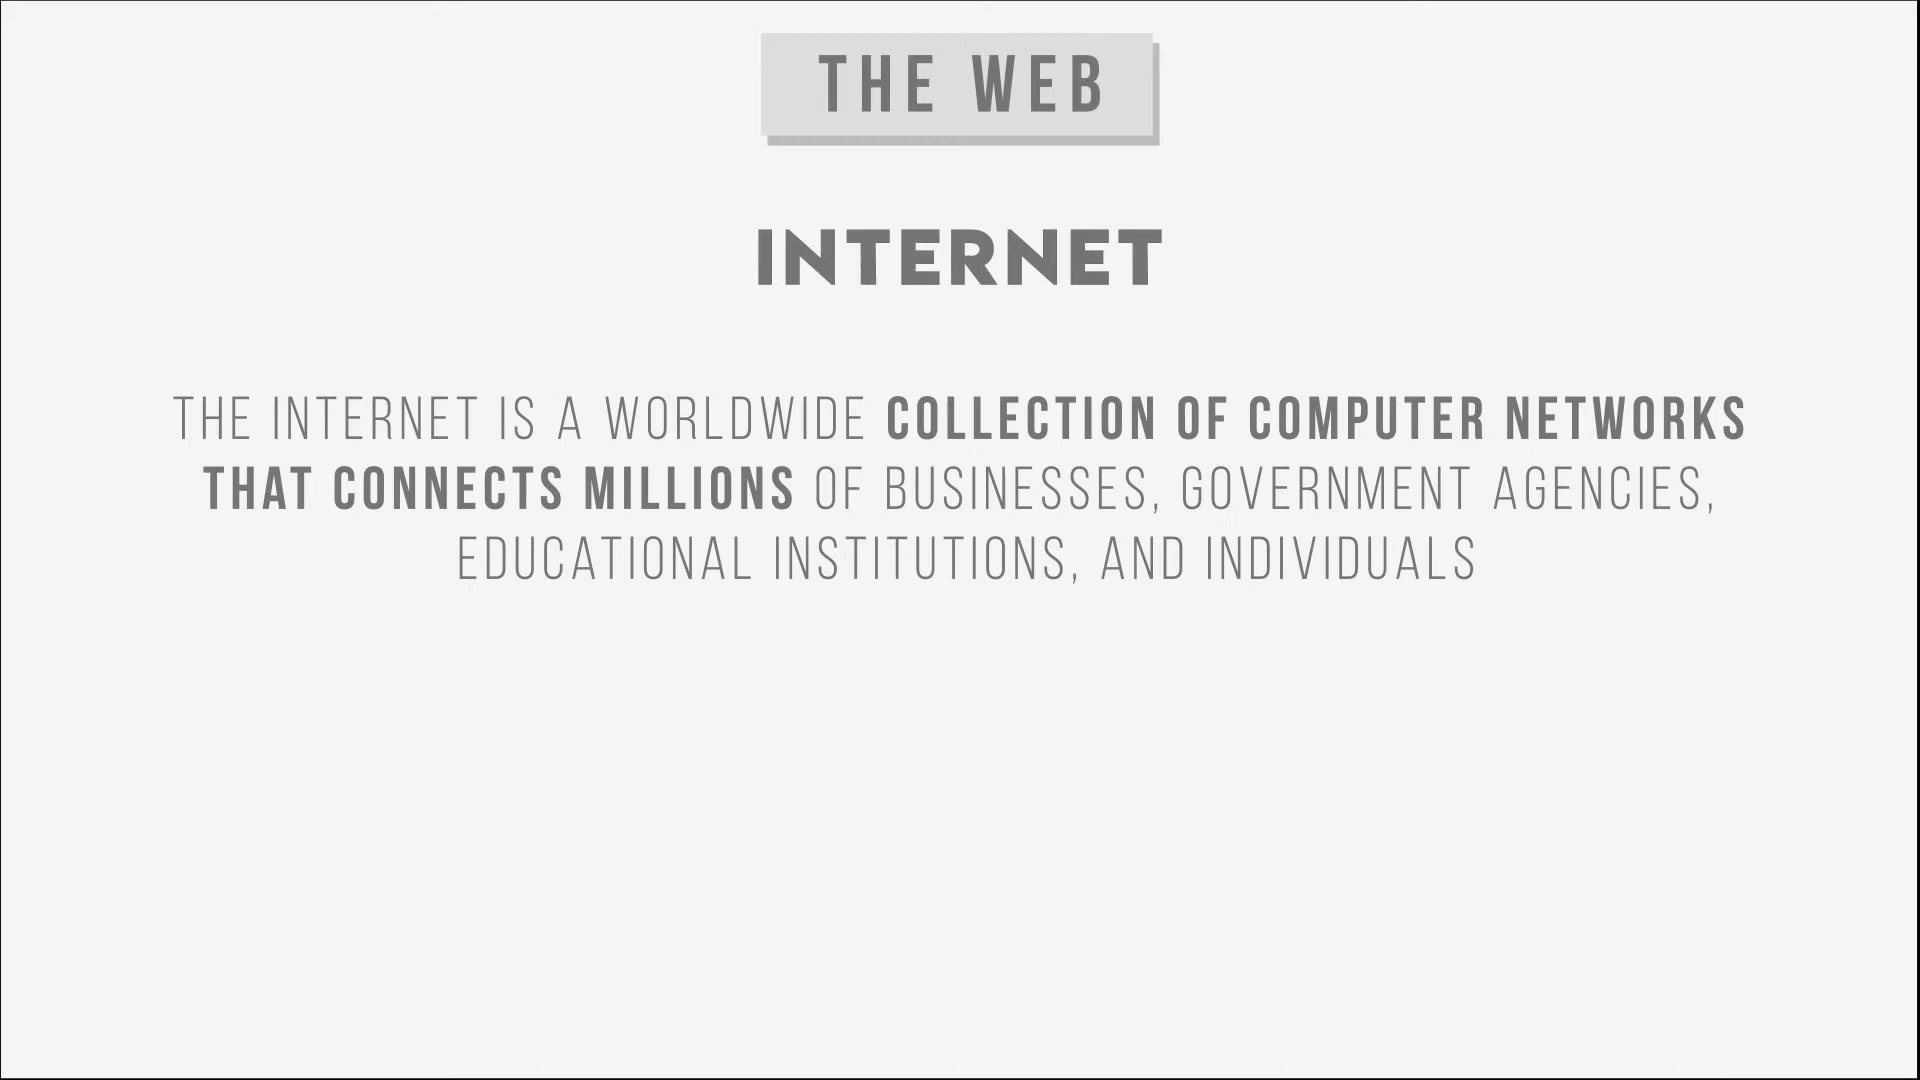 THE WEB
INTERNET
THE INTERNET IS A WORLDWIDE COLLECTION OF COMPUTER NETWORKS
THAT CONNECTS MILLIONS OF BUSINESSES, GOVERNMENT AGENCIES,
EDUCATIONAL INSTITUTIONS, AND INDIVIDUALS